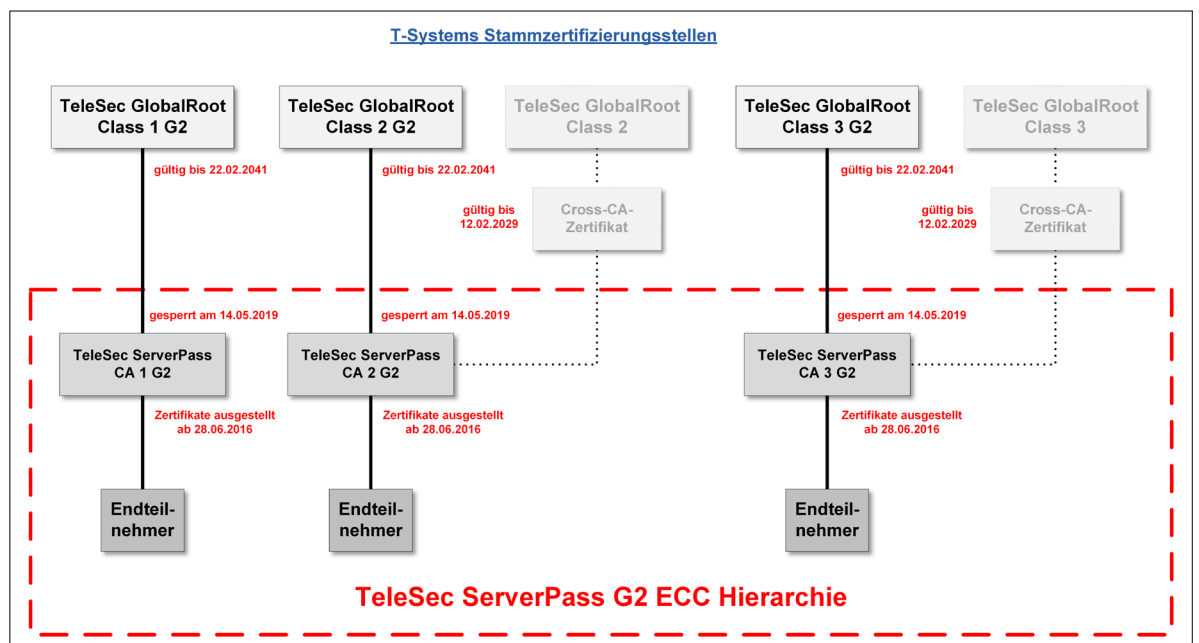 T-Systems Stammzertifizierungsstellen
TeleSec GlobalRoot
Class 1 G2
TeleSec GlobalRoot
Class 2 G2
TeleSec GlobalRoot
Class 2
TeleSec GlobalRoot
Class 3 G2
TeleSec GlobalRoot
Class 3
gültig bis 22.02.2041
gültig bis 22.02.2041
gültig bis 22.02.2041
gültig bis
12.02.2029
Cross-CA-
Zertifikat
gültig bis
12.02.2029
Cross-CA-
Zertifikat
gesperrt am 14.05.2019
gesperrt am 14.05.2019
gesperrt am 14.05.2019
TeleSec ServerPass
CA 1 G2
TeleSec ServerPass
CA 2 G2
TeleSec ServerPass
CA 3 G2
Zertifikate ausgestellt
ab 28.06.2016
Zertifikate ausgestellt
ab 28.06.2016
Zertifikate ausgestellt
ab 28.06.2016
Endteil-
nehmer
Endteil-
nehmer
Endteil-
nehmer
TeleSec ServerPass G2 ECC Hierarchie